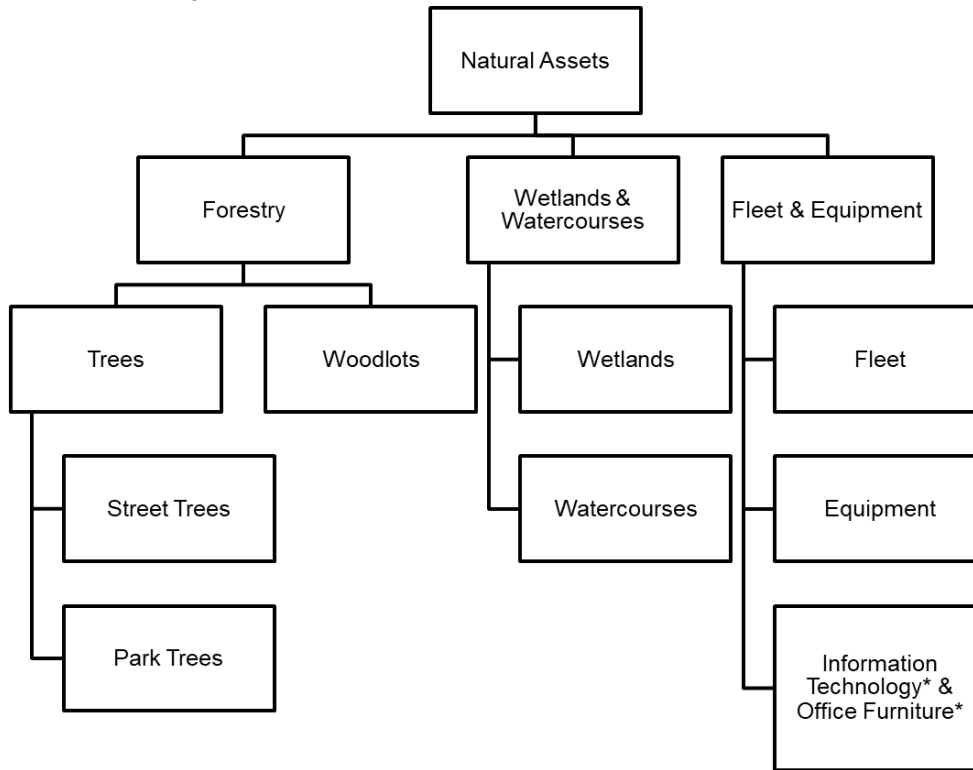 Natural Assets
Forestry
Wetlands &
Watercourses
Fleet & Equipment
Trees
Woodlots
Wetlands
Fleet
Street Trees
Watercourses
Equipment
Park Trees
Information
Technology* &
Office Furniture*